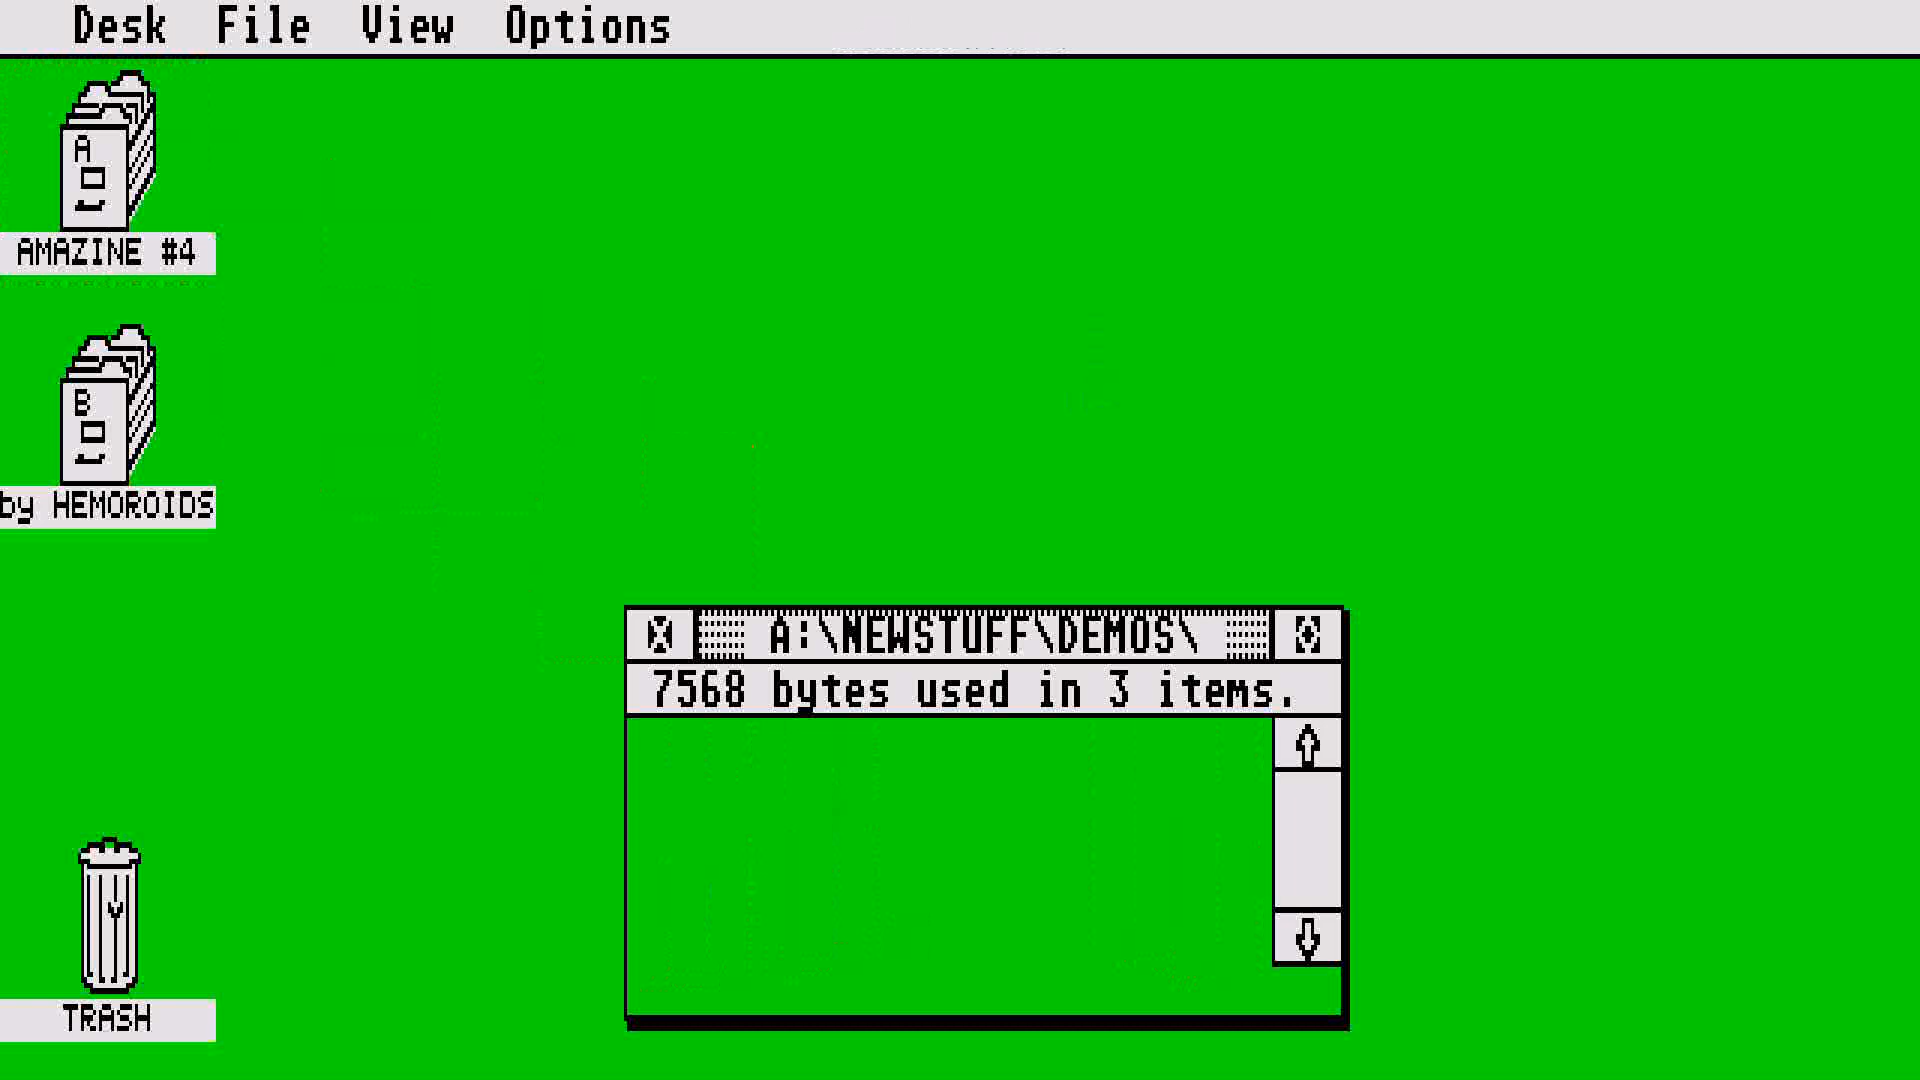 Desk File View Options
A
AMAZINE #4
B
by HEMOROIDS
A:\NEWSTUFF\DEMOS\
7568 bytes used in 3 items.
TRASH